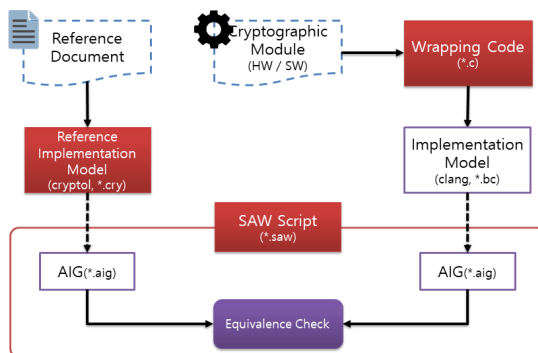 Reference
Document
Cryptographic
Module
(HW / SW)
Wrapping Code
(*.c)
Reference
Implementation
Model
(cryptol, *.cry)
Implementation
Model
(clang, *.bc)
SAW Script
(*.saw)
AIG(*.aig)
AIG(*.aig)
Equivalence Check